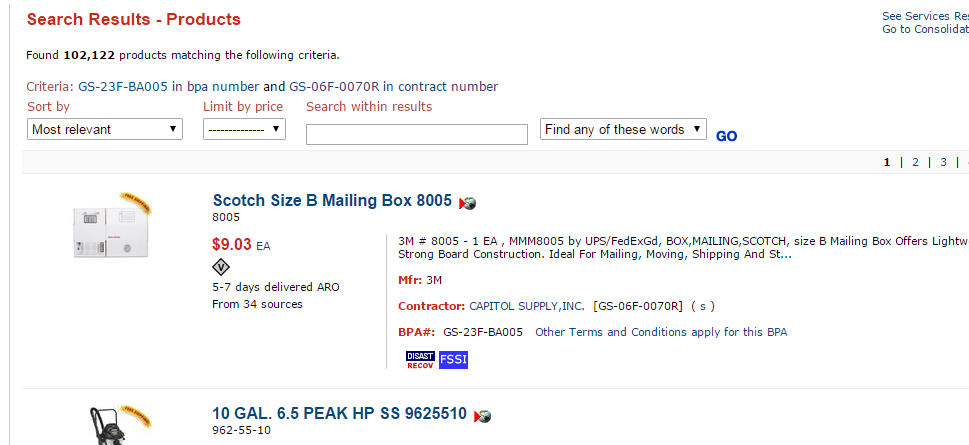 Search Results - Products
See Services Res
Go to Consolidat
Found 102,122 products matching the following criteria.
Criteria: GS-23F-BA005 in bpa number and GS-06F-0070R in contract number
Sort by Limit by price Search within results
Most relevant -------------- Find any of these words GO
1 | 2 | 3 |
FREE SHIPPING
Scotch Size B Mailing Box 8005
8005
$9.03 EA
V
5-7 days delivered ARO
From 34 sources
3M # 8005 - 1 EA , MMM8005 by UPS/FedExGd, BOX,MAILING,SCOTCH, size B Mailing Box Offers Lightw
Strong Board Construction. Ideal For Mailing, Moving, Shipping And St...
Mfr: 3M
Contractor: CAPITOL SUPPLY,INC. [GS-06F-0070R] ( s )
BPA#: GS-23F-BA005 Other Terms and Conditions apply for this BPA
DISAST
RECOV FSSI
FREE SHIPPING
10 GAL. 6.5 PEAK HP SS 9625510
962-55-10